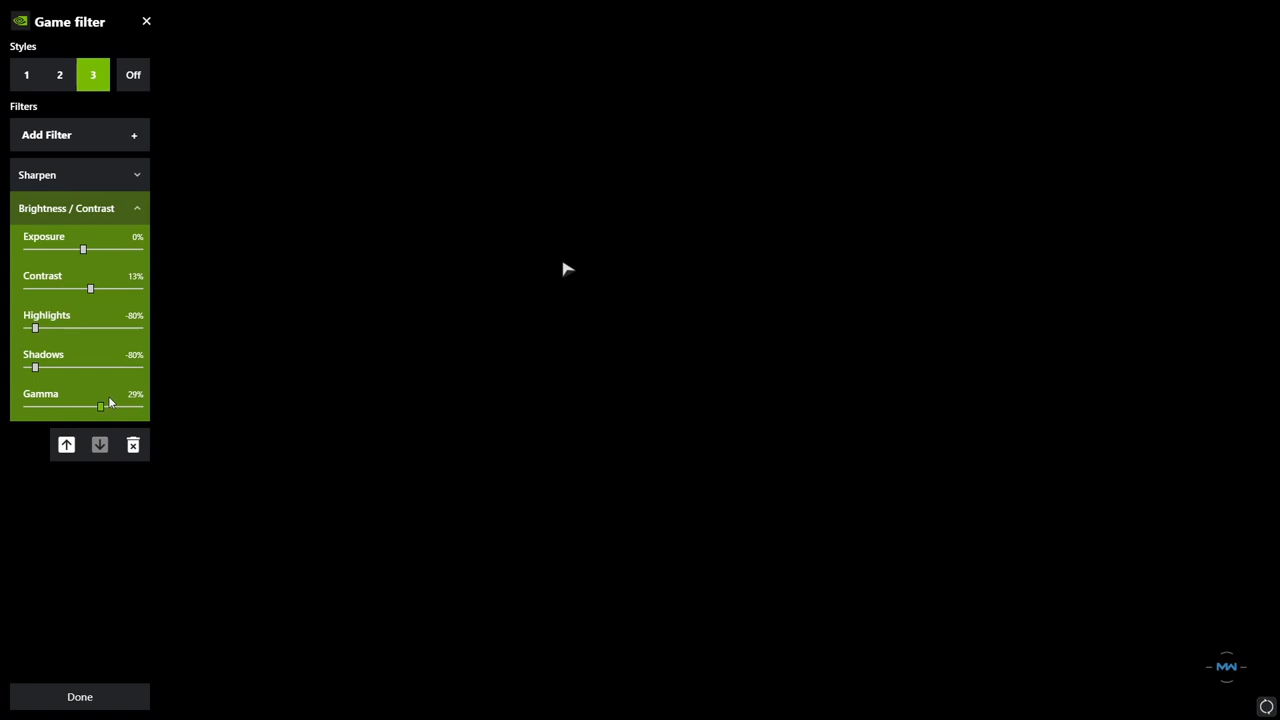 Game filter
Styles
1 2 3 Off
Filters
Add Filter +
Sharpen
Brightness / Contrast
Exposure 0%
Contrast 13%
Highlights -80%
Shadows -80%
Gamma 29%
MW
Done